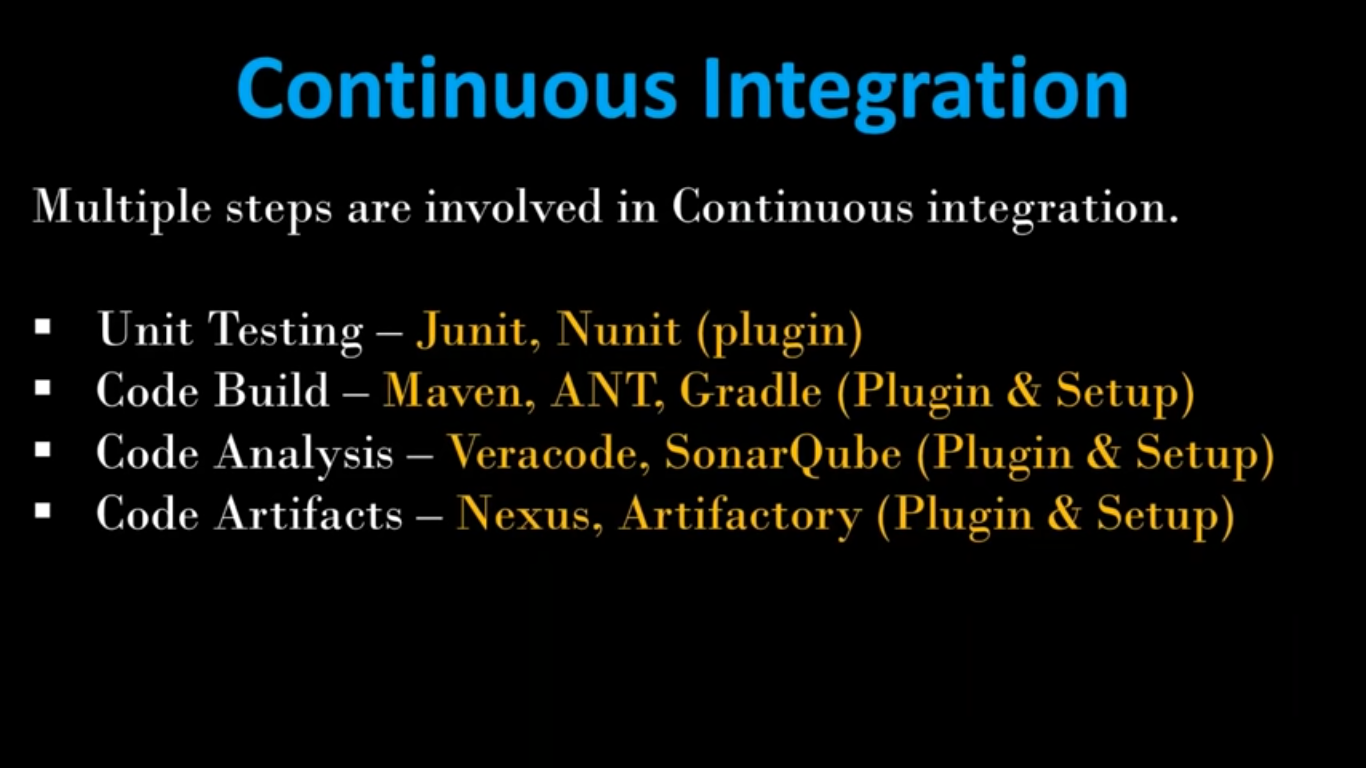 Continuous Integration
Multiple steps are involved in Continuous integration.
▪ Unit Testing – Junit, Nunit (plugin)
▪ Code Build – Maven, ANT, Gradle (Plugin & Setup)
▪ Code Analysis – Veracode, SonarQube (Plugin & Setup)
▪ Code Artifacts – Nexus, Artifactory (Plugin & Setup)